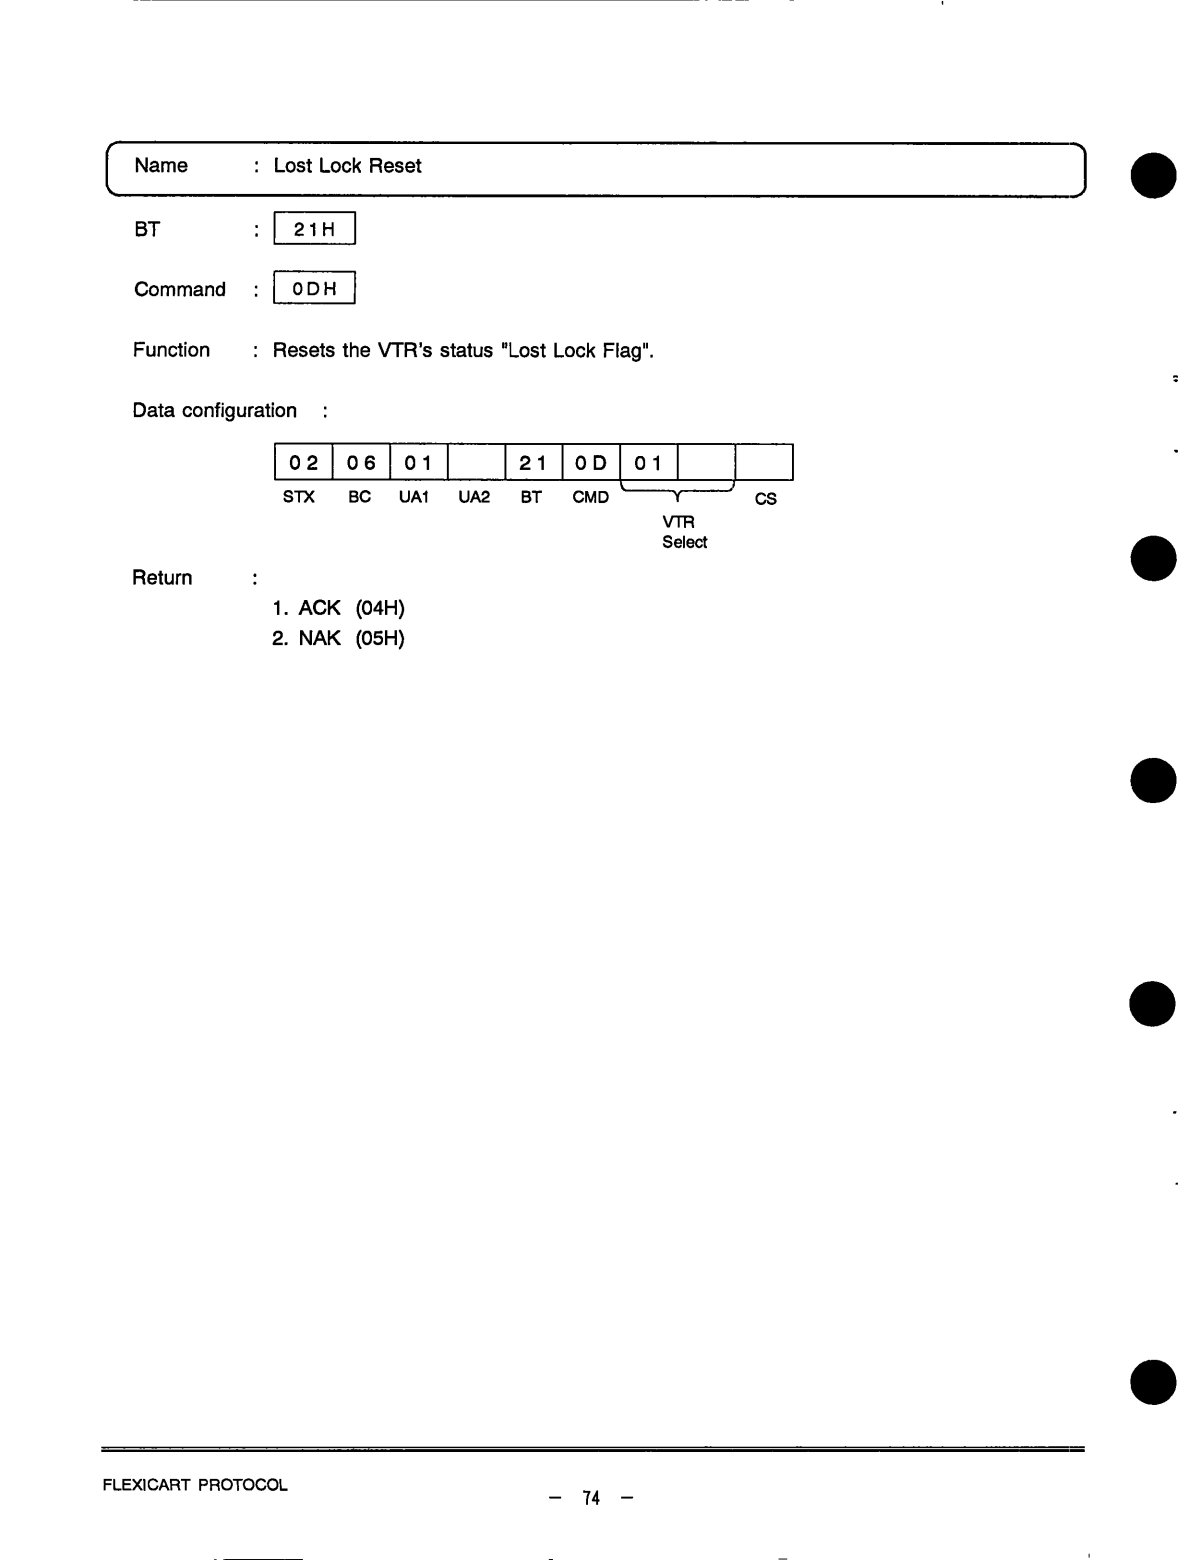 Name : Lost Lock Reset
BT : 21H
Command : 0DH
Function : Resets the VTR's status "Lost Lock Flag".
Data configuration :
02 06 01 21 0D 01
STX BC UA1 UA2 BT CMD CS
VTR
Select
Return :
1. ACK (04H)
2. NAK (05H)
FLEXICART PROTOCOL
— 74 —